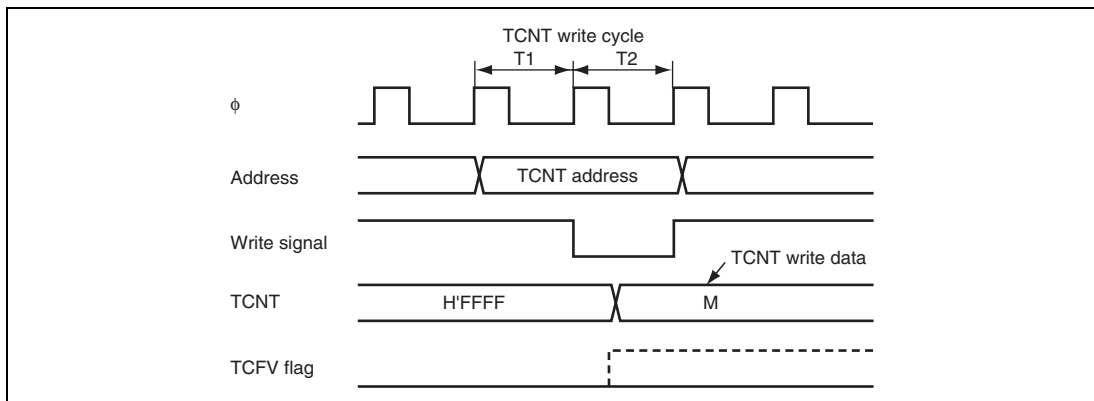 TCNT write cycle
T1 T2
ϕ
Address TCNT address
Write signal
TCNT write data
TCNT H'FFFF M
TCFV flag